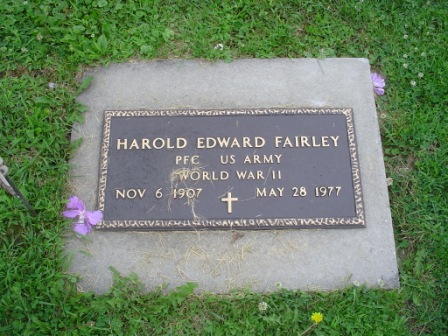 HAROLD EDWARD FAIRLEY
PFC US ARMY
WORLD WAR II
NOV 6 1907 MAY 28 1977